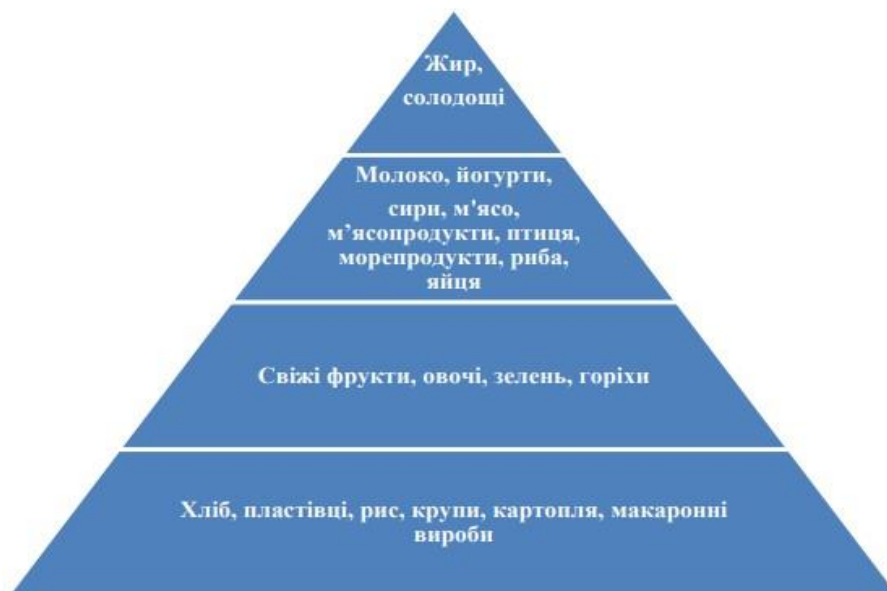 Жир,
солодощі
Молоко, йогурти,
сири, м'ясо,
м’ясопродукти, птиця,
морепродукти, риба,
яйця
Свіжі фрукти, овочі, зелень, горіхи
Хліб, пластівці, рис, крупи, картопля, макаронні
вироби